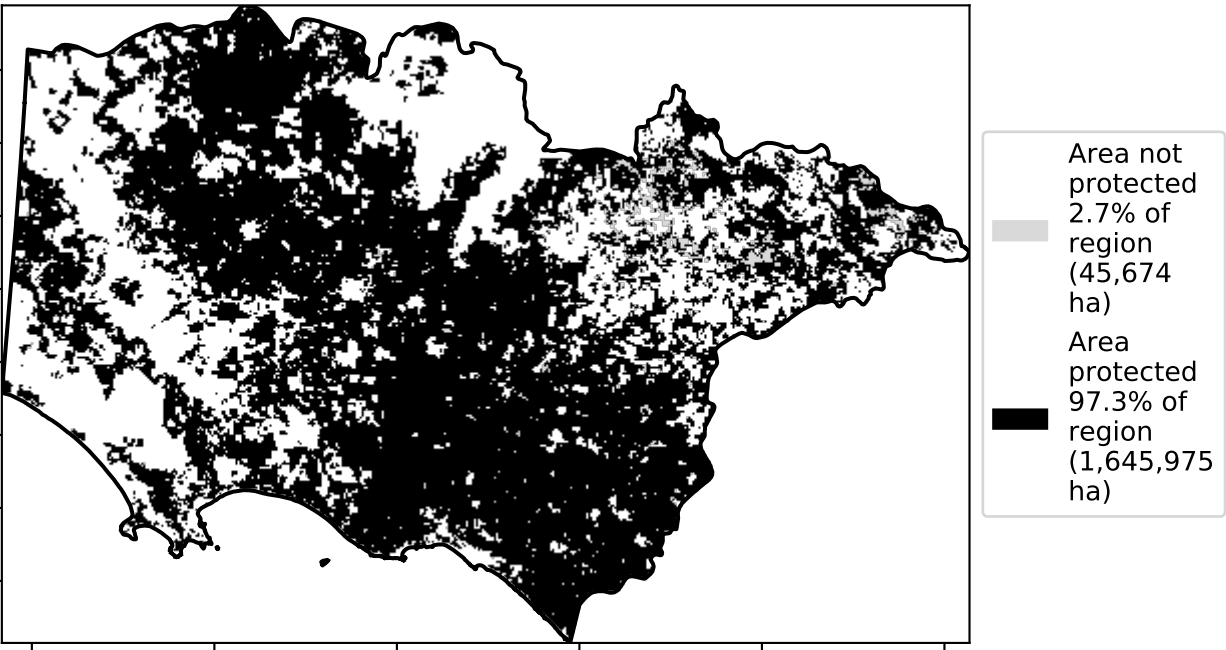 Area not
protected
2.7% of
region
(45,674
ha)
Area
protected
97.3% of
region
(1,645,975
ha)